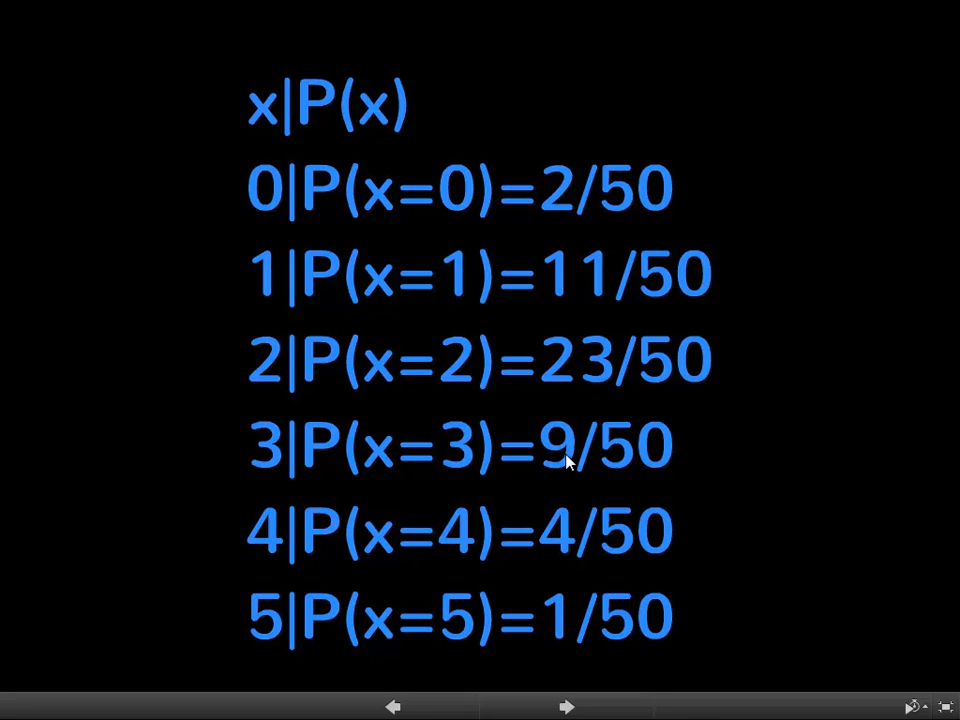 x|P(x)
0|P(x=0)=2/50
1|P(x=1)=11/50
2|P(x=2)=23/50
3|P(x=3)=9/50
4|P(x=4)=4/50
5|P(x=5)=1/50